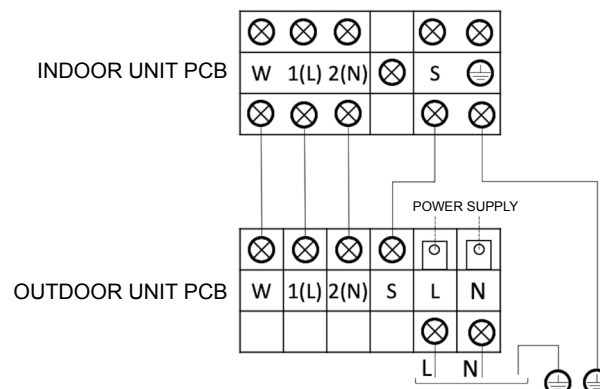 INDOOR UNIT PCB
W 1(L) 2(N) S
POWER SUPPLY
OUTDOOR UNIT PCB
W 1(L) 2(N) S L N
L N